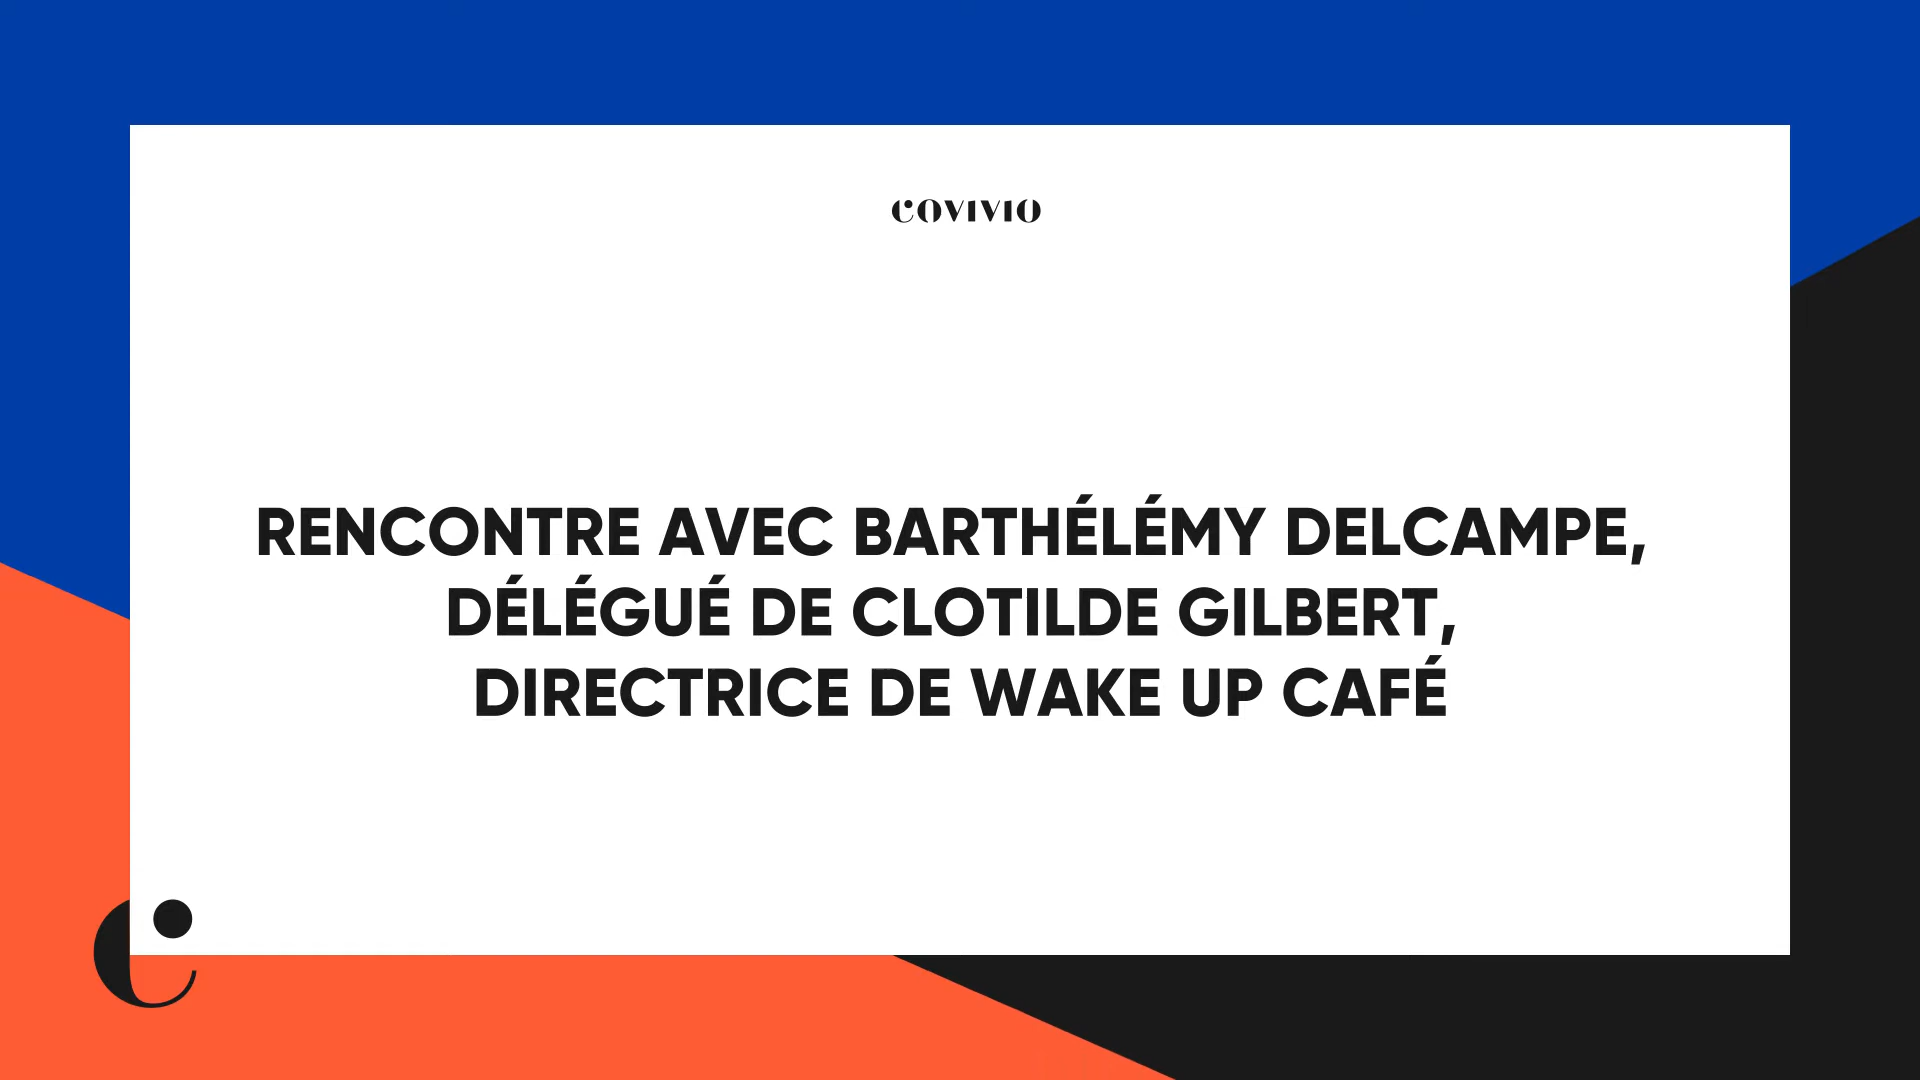 COVIVIO
RENCONTRE AVEC BARTHÉLÉMY DELCAMPE,
DÉLÉGUÉ DE CLOTILDE GILBERT,
DIRECTRICE DE WAKE UP CAFÉ